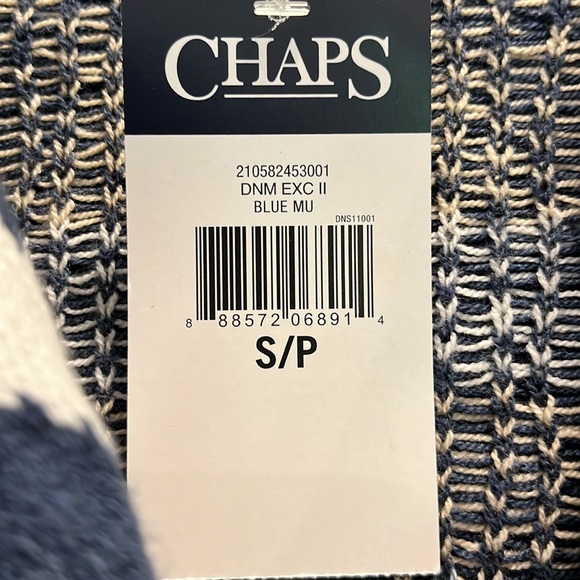 CHAPS
210582453001
DNM EXC II
BLUE MU
DNS11001
8 88572 06891 4
S/P